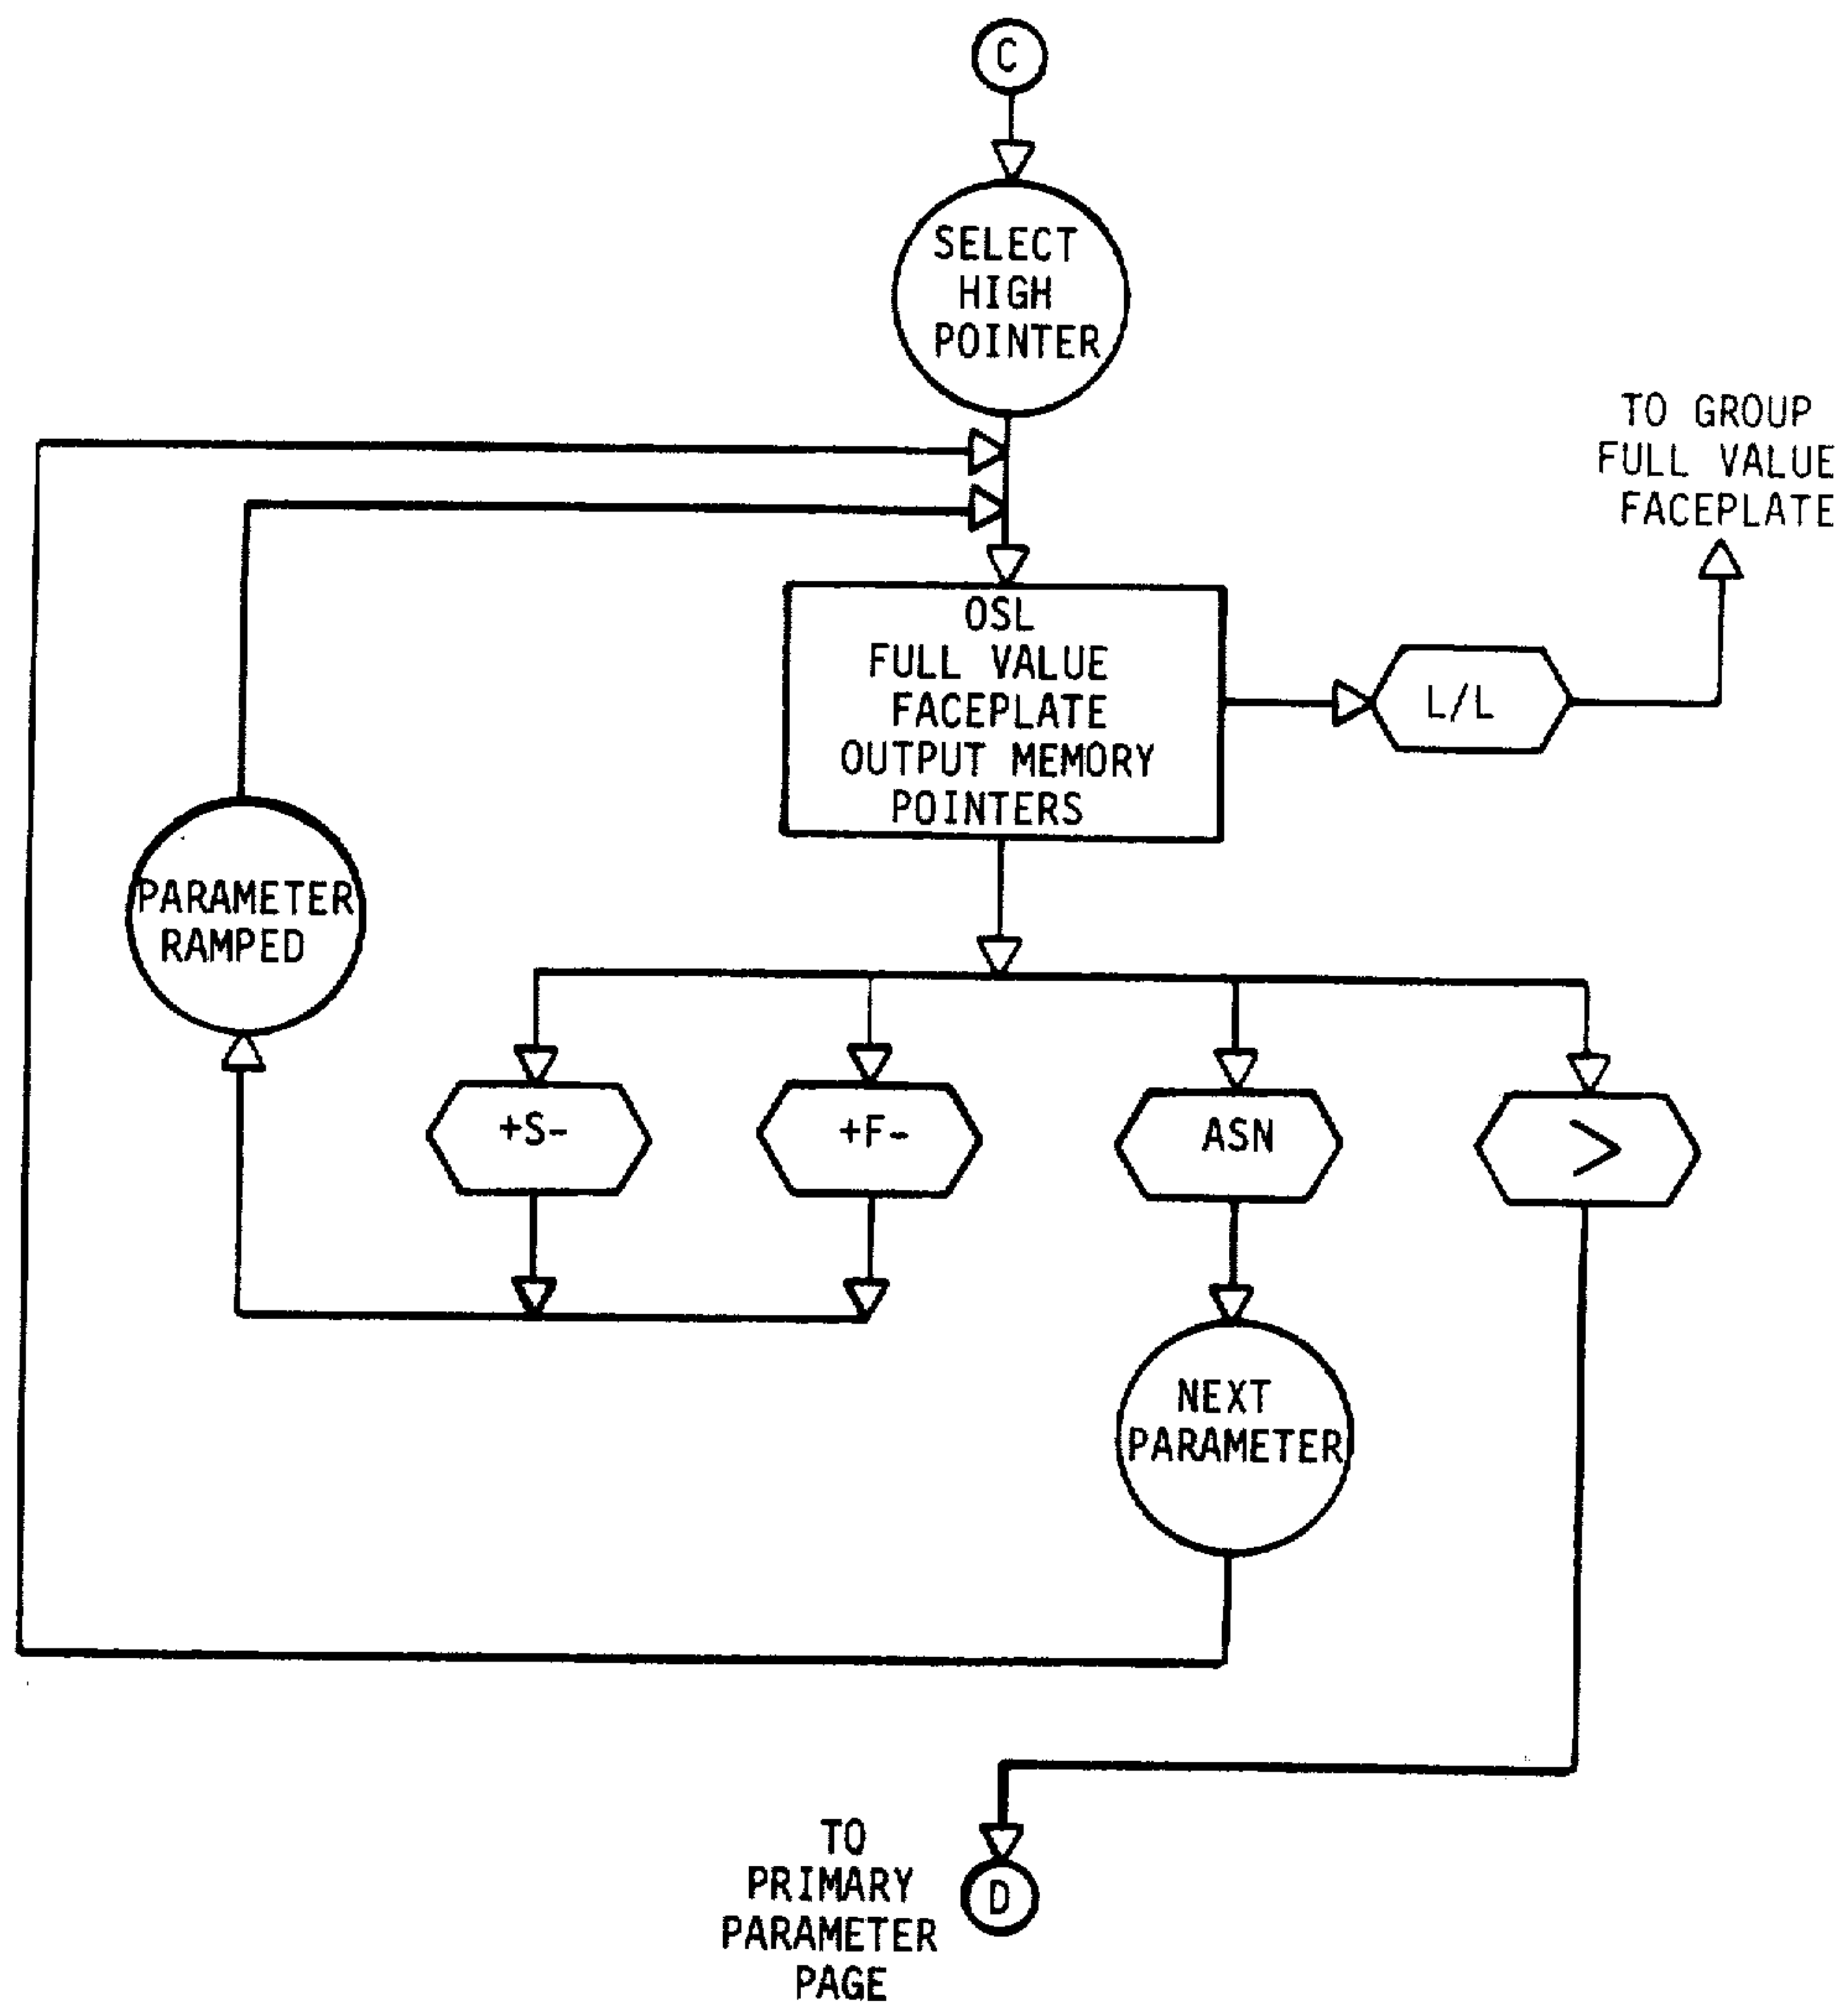 C
SELECT
HIGH
POINTER
TO GROUP
FULL VALUE
FACEPLATE
OSL
FULL VALUE
FACEPLATE
OUTPUT MEMORY
POINTERS
L/L
PARAMETER
RAMPED
+S-
+F-
ASN
>
NEXT
PARAMETER
TO
PRIMARY
PARAMETER
PAGE
D